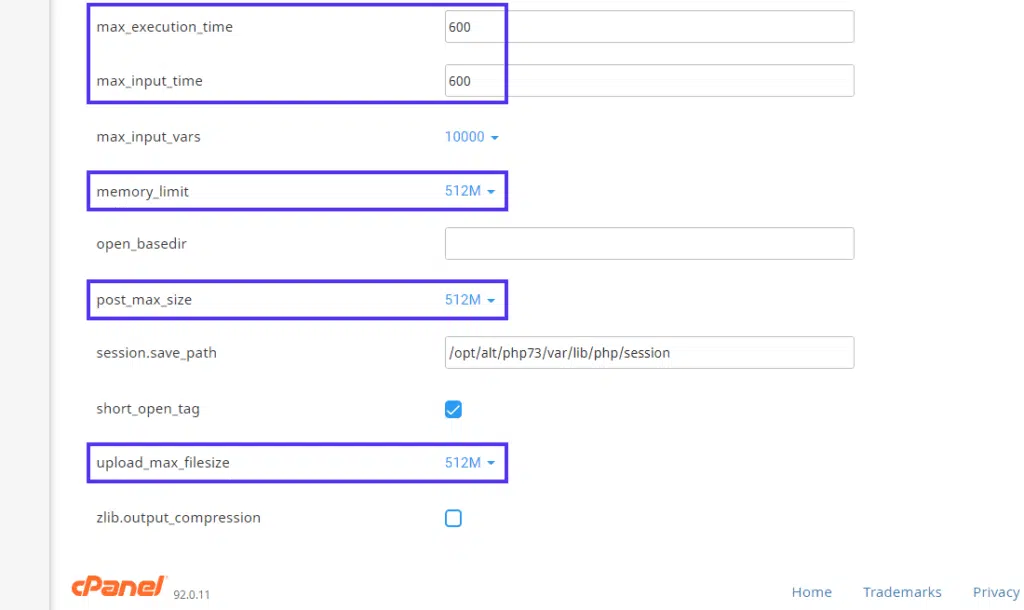 max_execution_time 600
max_input_time 600
max_input_vars 10000
memory_limit 512M
open_basedir
post_max_size 512M
session.save_path /opt/alt/php73/var/lib/php/session
short_open_tag
upload_max_filesize 512M
zlib.output_compression
cPanel 92.0.11 Home Trademarks Privacy